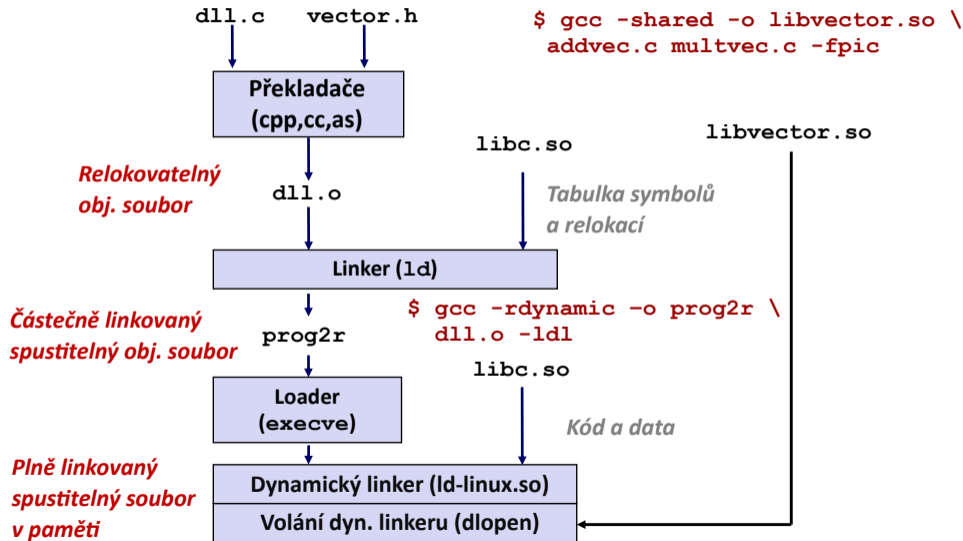 dll.c vector.h
$ gcc -shared -o libvector.so \
addvec.c multvec.c -fpic
Překladače
(cpp,cc,as)
libvector.so
libc.so
Relokovatelný
obj. soubor
dll.o
Tabulka symbolů
a relokací
Linker (ld)
$ gcc -rdynamic –o prog2r \
dll.o -ldl
Částečně linkovaný
spustitelný obj. soubor
prog2r
libc.so
Loader
(execve)
Kód a data
Plně linkovaný
spustitelný soubor
v paměti
Dynamický linker (ld-linux.so)
Volání dyn. linkeru (dlopen)